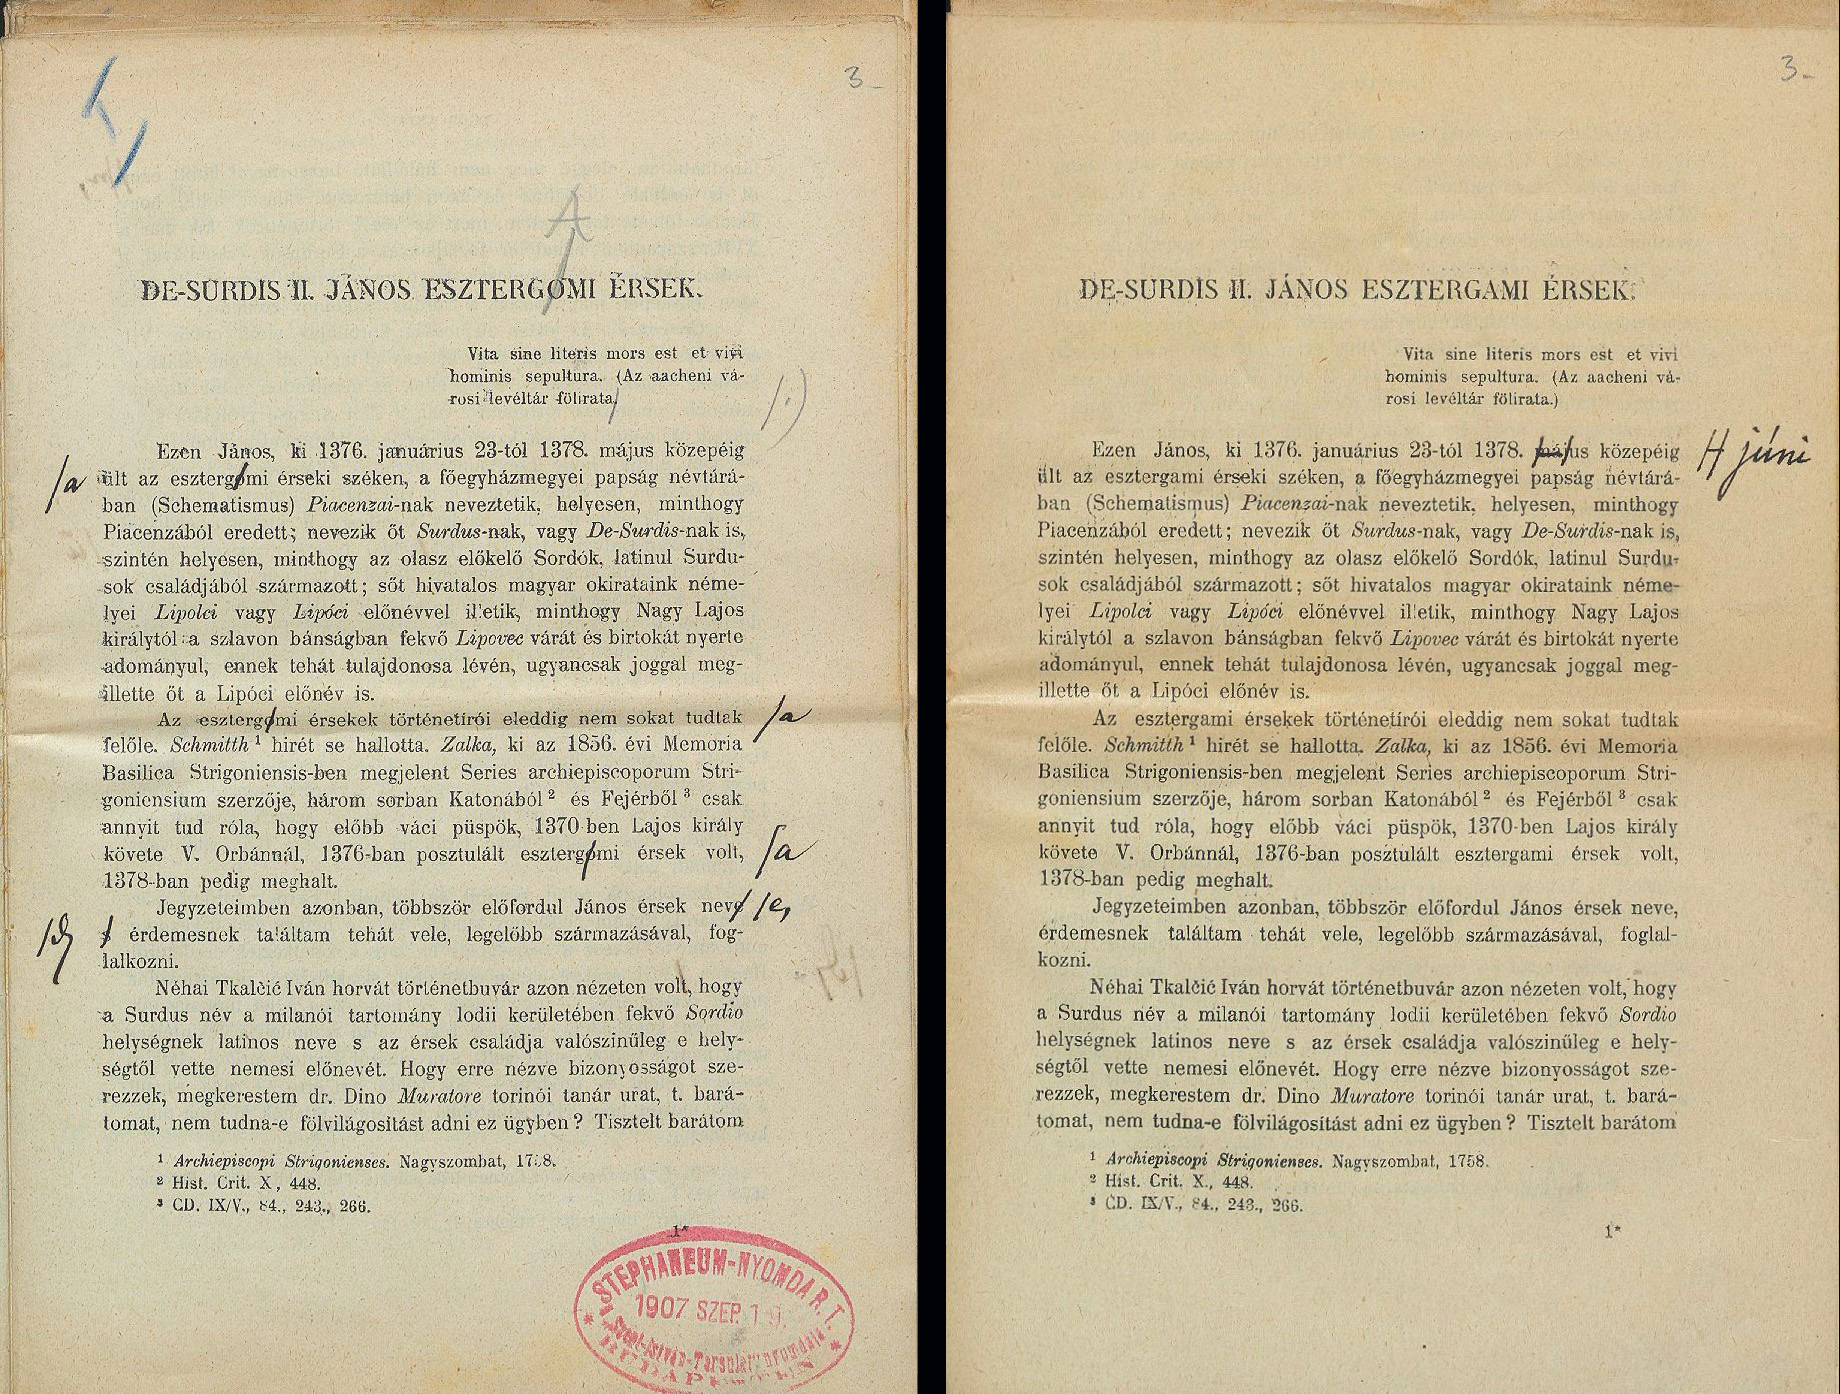 3-
A
DE-SURDIS II. JÁNOS ESZTERGOMI ÉRSEK.
Vita sine literis mors est et vivi
hominis sepultura. (Az aacheni vá-
rosi levéltár fölirata.
/.)
Ezen János, ki 1376. januárius 23-tól 1378. május közepéig
/a ült az esztergomi érseki széken, a főegyházmegyei papság névtárá-
ban (Schematismus) Piacenzai-nak neveztetik, helyesen, minthogy
Piacenzából eredett; nevezik őt Surdus-nak, vagy De-Surdis-nak is,
szintén helyesen, minthogy az olasz előkelő Sordók, latinul Surdu-
sok családjából származott; sőt hivatalos magyar okirataink néme-
lyei Lipolci vagy Lipóci előnévvel illetik, minthogy Nagy Lajos
királytól a szlavon bánságban fekvő Lipovec várát és birtokát nyerte
adományul, ennek tehát tulajdonosa lévén, ugyancsak joggal meg-
illette őt a Lipóci előnév is.
Az esztergomi érsekek történetírói eleddig nem sokat tudtak /a
felőle. Schmitth¹ hirét se hallotta. Zalka, ki az 1856. évi Memoria
Basilica Strigoniensis-ben megjelent Series archiepiscoporum Stri-
goniensium szerzője, három sorban Katonából² és Fejérből³ csak
annyit tud róla, hogy előbb váci püspök, 1370-ben Lajos király
követe V. Orbánnál, 1376-ban posztulált esztergomi érsek volt, /a
1378-ban pedig meghalt.
Jegyzeteimben azonban, többször előfordul János érsek neve /e,
érdemesnek találtam tehát vele, legelőbb származásával, fog-
lalkozni.
Néhai Tkalčić Iván horvát történetbuvár azon nézeten volt, hogy
a Surdus név a milanói tartomány lodii kerületében fekvő Sordio
helységnek latinos neve s az érsek családja valószinűleg e hely-
ségtől vette nemesi előnevét. Hogy erre nézve bizonyosságot sze-
rezzek, megkerestem dr. Dino Muratore torinói tanár urat, t. bará-
tomat, nem tudna-e fölvilágosítást adni ez ügyben? Tisztelt barátom
¹ Archiepiscopi Strigonienses. Nagyszombat, 1758.
² Hist. Crit. X, 448.
³ CD. IX/V., 84., 243., 266.
1*
STEPHANEUM-NYOMDA R. T.
1907 SZEP. 19.
Szent-István-Társulat nyomdája
BUDAPESTEN
3-
DE-SURDIS II. JÁNOS ESZTERGAMI ÉRSEK.
Vita sine literis mors est et vivi
hominis sepultura. (Az aacheni vá-
rosi levéltár fölirata.)
Ezen János, ki 1376. januárius 23-tól 1378. május közepéig júni
ült az esztergami érseki széken, a főegyházmegyei papság névtárá-
ban (Schematismus) Piacenzai-nak neveztetik, helyesen, minthogy
Piacenzából eredett; nevezik őt Surdus-nak, vagy De-Surdis-nak is,
szintén helyesen, minthogy az olasz előkelő Sordók, latinul Surdu-
sok családjából származott; sőt hivatalos magyar okirataink néme-
lyei Lipolci vagy Lipóci előnévvel illetik, minthogy Nagy Lajos
királytól a szlavon bánságban fekvő Lipovec várát és birtokát nyerte
adományul, ennek tehát tulajdonosa lévén, ugyancsak joggal meg-
illette őt a Lipóci előnév is.
Az esztergami érsekek történetírói eleddig nem sokat tudtak
felőle. Schmitth¹ hirét se hallotta. Zalka, ki az 1856. évi Memoria
Basilica Strigoniensis-ben megjelent Series archiepiscoporum Stri-
goniensium szerzője, három sorban Katonából² és Fejérből³ csak
annyit tud róla, hogy előbb váci püspök, 1370-ben Lajos király
követe V. Orbánnál, 1376-ban posztulált esztergami érsek volt,
1378-ban pedig meghalt.
Jegyzeteimben azonban, többször előfordul János érsek neve,
érdemesnek találtam tehát vele, legelőbb származásával, foglal-
kozni.
Néhai Tkalčić Iván horvát történetbuvár azon nézeten volt, hogy
a Surdus név a milanói tartomány lodii kerületében fekvő Sordio
helységnek latinos neve s az érsek családja valószinűleg e hely-
ségtől vette nemesi előnevét. Hogy erre nézve bizonyosságot sze-
rezzek, megkerestem dr. Dino Muratore torinói tanár urat, t. bará-
tomat, nem tudna-e fölvilágosítást adni ez ügyben? Tisztelt barátom
¹ Archiepiscopi Strigonienses. Nagyszombat, 1758.
² Hist. Crit. X., 448.
³ CD. IX/V., 84., 243., 266.
1*